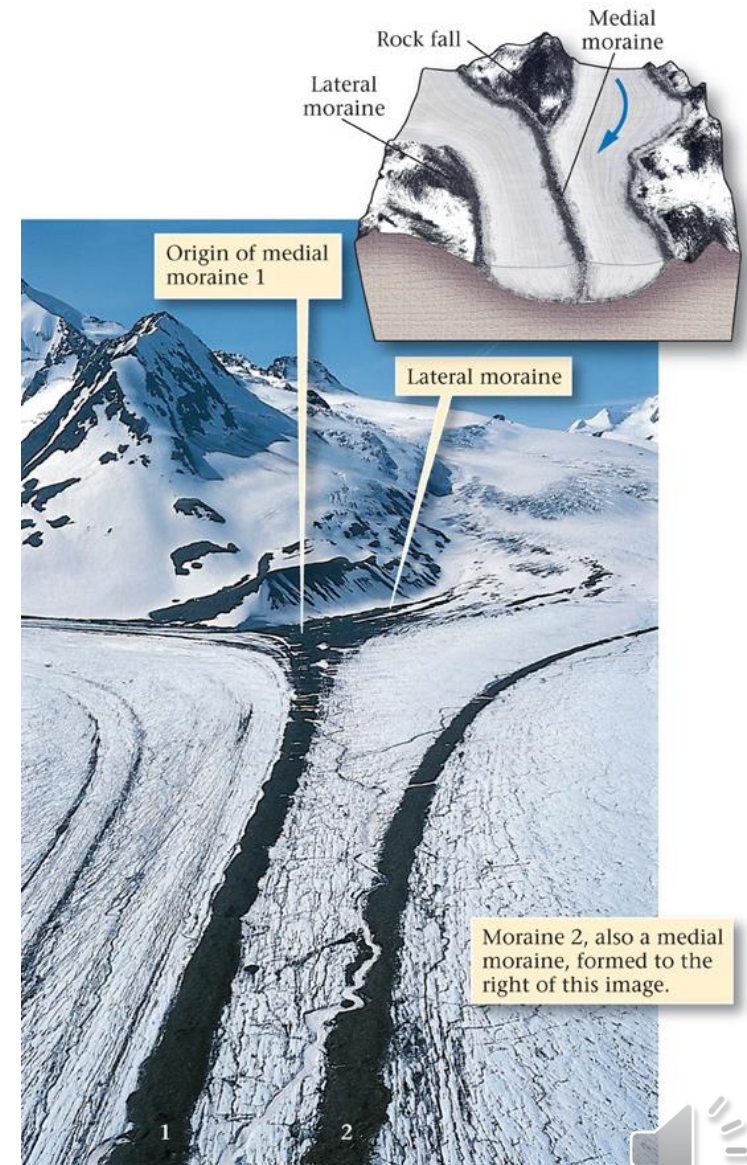 Medial
moraine
Rock fall
Lateral
moraine
Origin of medial
moraine 1
Lateral moraine
Moraine 2, also a medial
moraine, formed to the
right of this image.
1
2